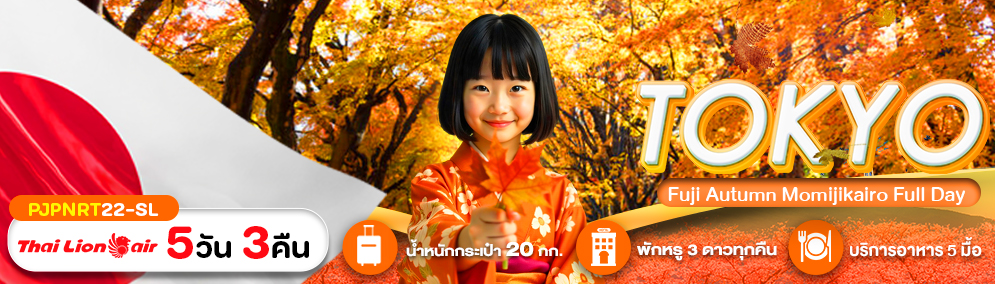 TOKYO
Fuji Autumn Momijikairo Full Day
PJPNRT22-SL
Thai Lion air 5วัน 3คืน
น้ำหนักกระเป๋า 20 กก.
พักหรู 3 ดาวทุกคืน
บริการอาหาร 5 มื้อ